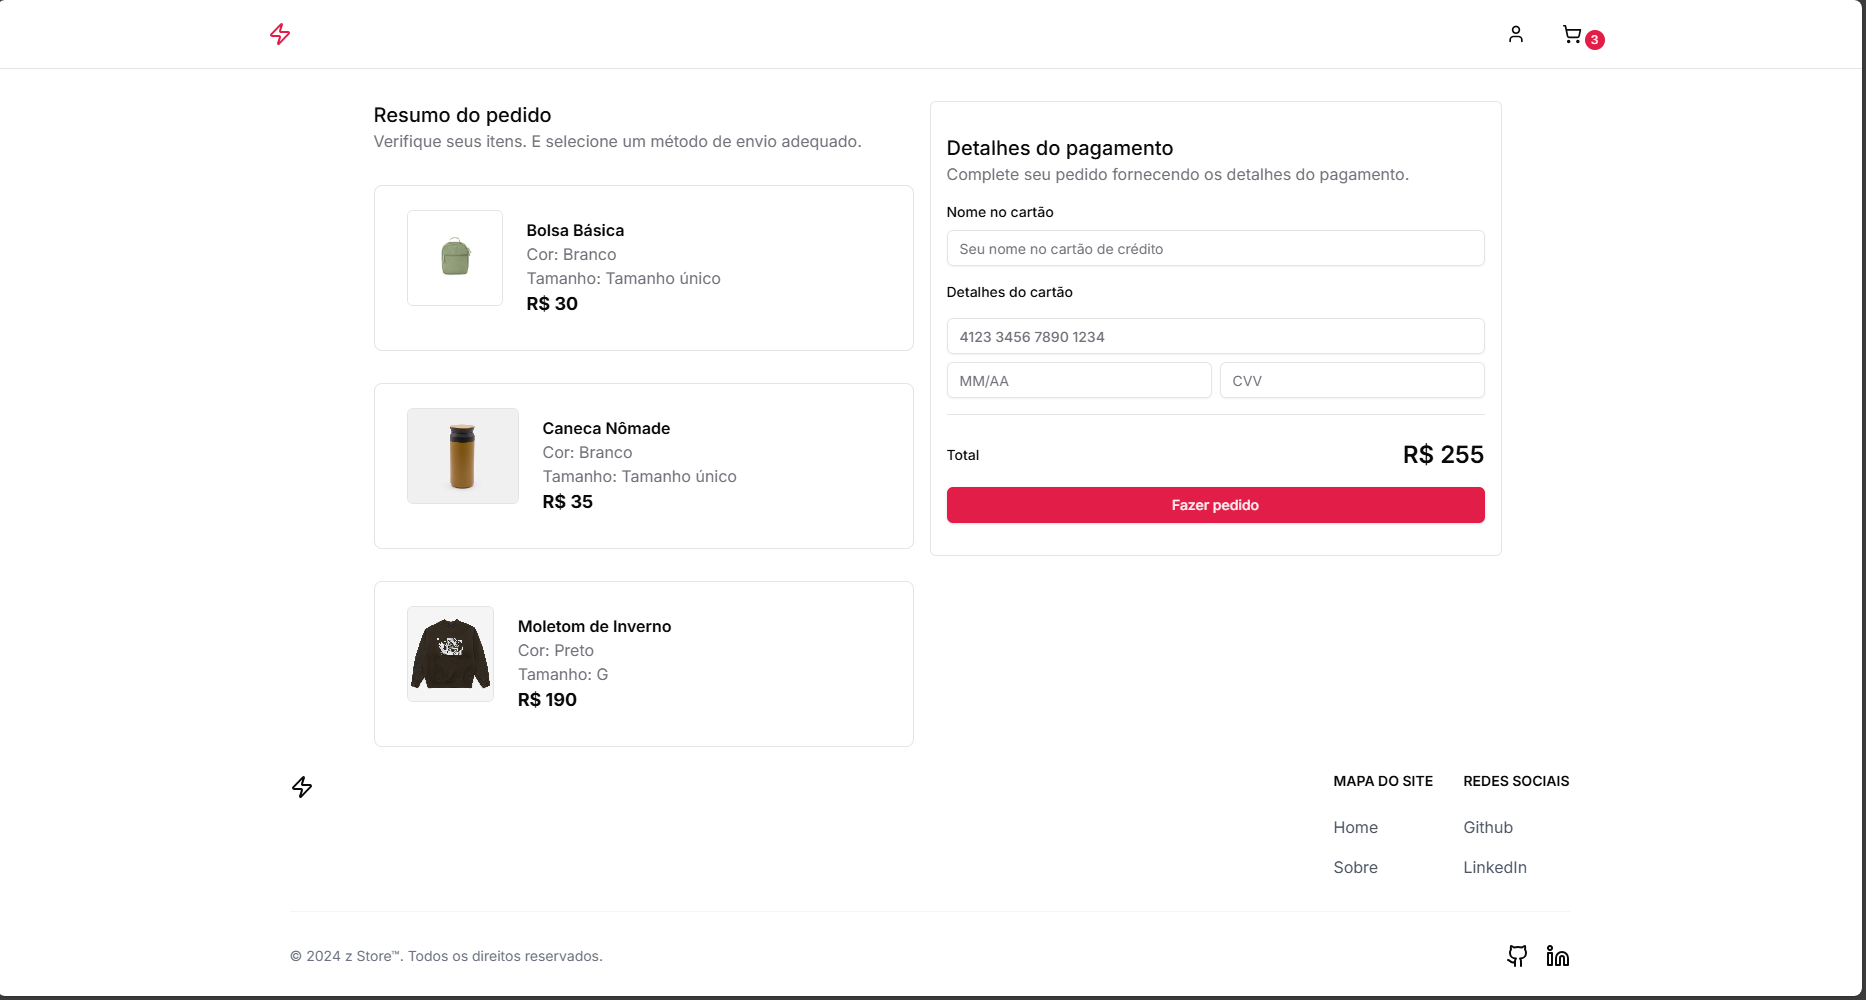 3
Resumo do pedido
Verifique seus itens. E selecione um método de envio adequado.
Bolsa Básica
Cor: Branco
Tamanho: Tamanho único
R$ 30
Caneca Nômade
Cor: Branco
Tamanho: Tamanho único
R$ 35
Moletom de Inverno
Cor: Preto
Tamanho: G
R$ 190
Detalhes do pagamento
Complete seu pedido fornecendo os detalhes do pagamento.
Nome no cartão
Seu nome no cartão de crédito
Detalhes do cartão
4123 3456 7890 1234
MM/AA
CVV
Total
R$ 255
Fazer pedido
MAPA DO SITE
Home
Sobre
REDES SOCIAIS
Github
LinkedIn
© 2024 z Store™. Todos os direitos reservados.